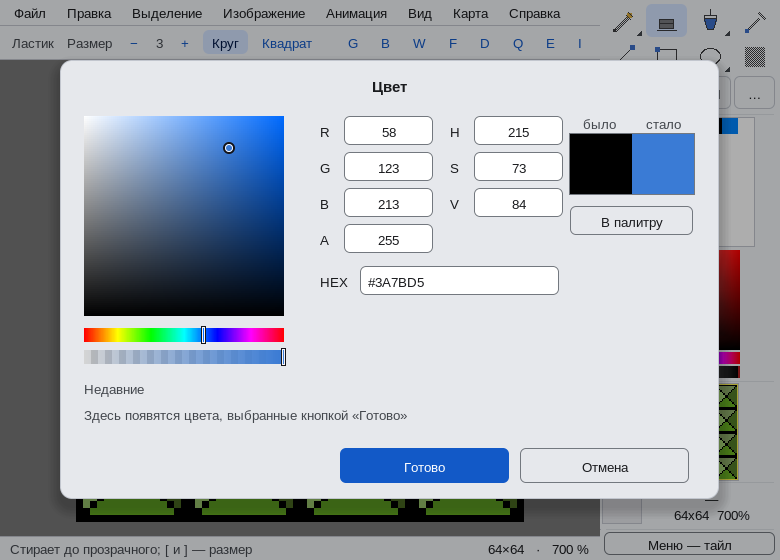 Файл Правка Выделение Изображение Анимация Вид Карта Справка
Ластик Размер − 3 + Круг Квадрат G B W F D Q E I
...
Цвет
R 58 H 215 было стало
G 123 S 73
B 213 V 84 В палитру
A 255
HEX #3A7BD5
Недавние
Здесь появятся цвета, выбранные кнопкой «Готово»
Готово Отмена
64x64 700%
Меню — тайл
Стирает до прозрачного; [ и ] — размер 64×64 · 700 %